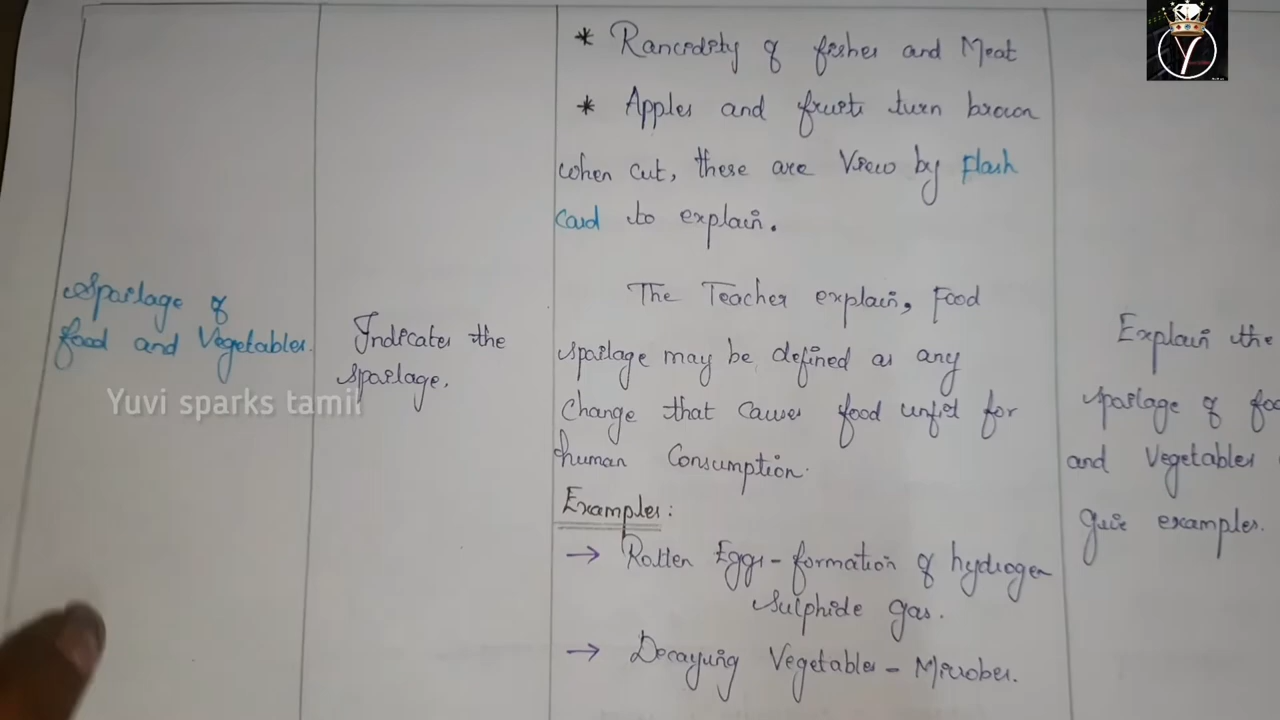 * Rancidity of fishes and Meat
* Apples and fruits turn brown
when cut, these are View by Flash
Card to explain.
Spoilage of
food and Vegetables.
Indicates the
spoilage.
The Teacher explain, Food
spoilage may be defined as any
change that causes food unfit for
human Consumption.
Examples:
→ Rotten Eggs - formation of hydrogen
Sulphide gas.
→ Decaying Vegetables - Microbes.
Explain the
spoilage of foo
and Vegetables
give examples.
Yuvi sparks tamil
Y